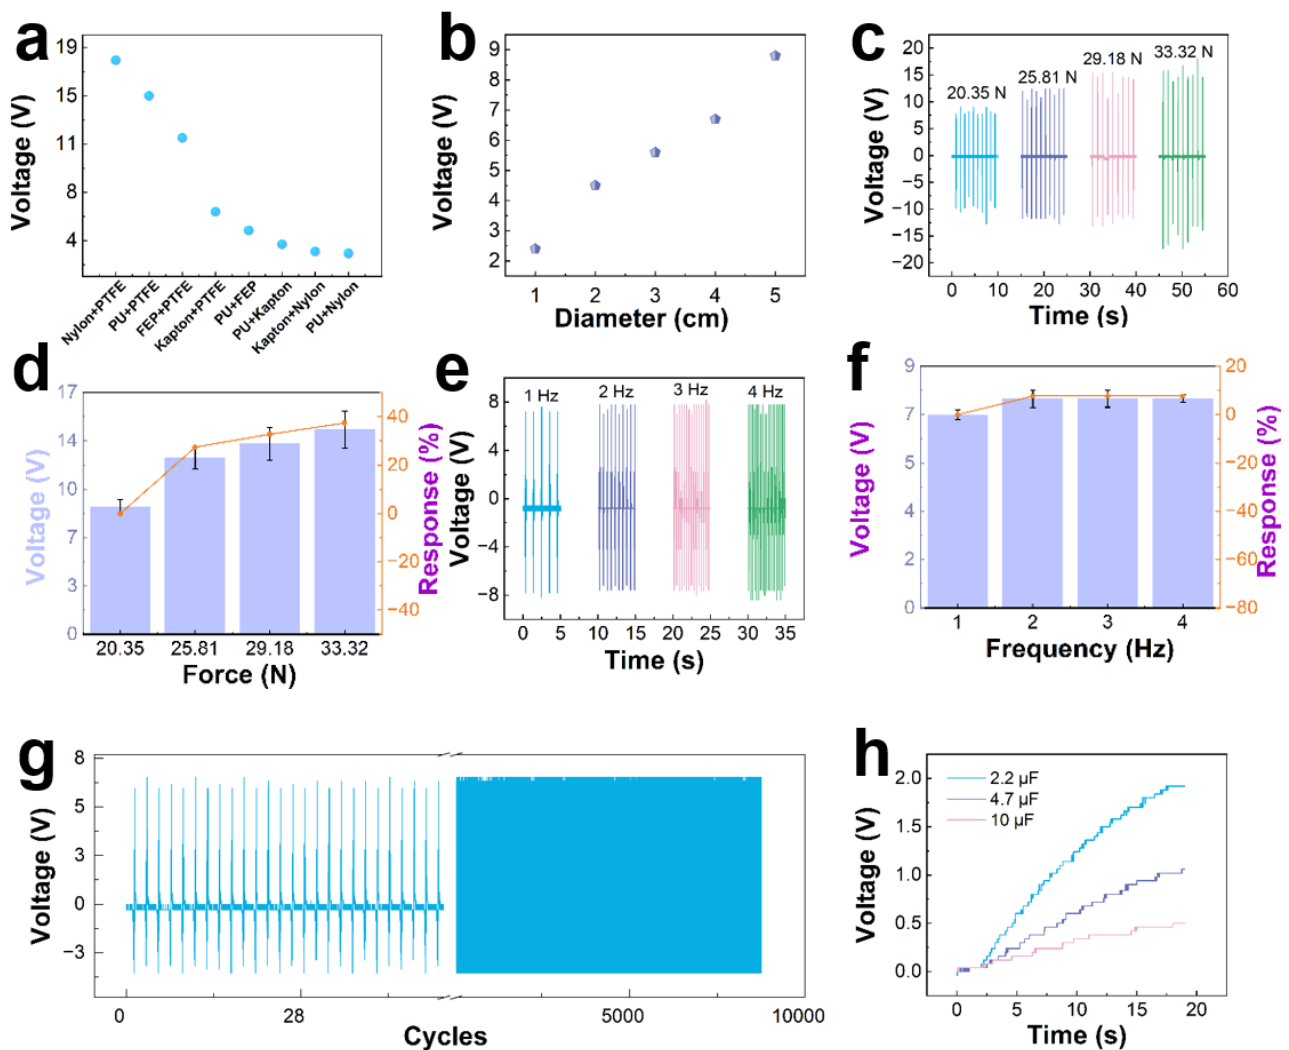 a
19
15
11
8
4
Voltage (V)
Nylon+PTFE
PU+PTFE
FEP+PTFE
Kapton+PTFE
PU+FEP
PU+Kapton
Kapton+Nylon
PU+Nylon
b
9
8
7
6
5
4
3
2
Voltage (V)
1 2 3 4 5
Diameter (cm)
c
20
15
10
5
0
−5
−10
−15
−20
Voltage (V)
20.35 N
25.81 N
29.18 N
33.32 N
0 10 20 30 40 50 60
Time (s)
d
17
14
10
7
3
0
Voltage (V)
40
20
0
−20
−40
Response (%)
20.35 25.81 29.18 33.32
Force (N)
e
8
4
0
−4
−8
Voltage (V)
1 Hz 2 Hz 3 Hz 4 Hz
0 5 10 15 20 25 30 35
Time (s)
f
9
7
5
4
2
0
Voltage (V)
20
0
−20
−40
−60
−80
Response (%)
1 2 3 4
Frequency (Hz)
g
8
5
3
0
−3
Voltage (V)
0 28 5000 10000
Cycles
h
2.0
1.5
1.0
0.5
0.0
Voltage (V)
2.2 μF
4.7 μF
10 μF
0 5 10 15 20
Time (s)